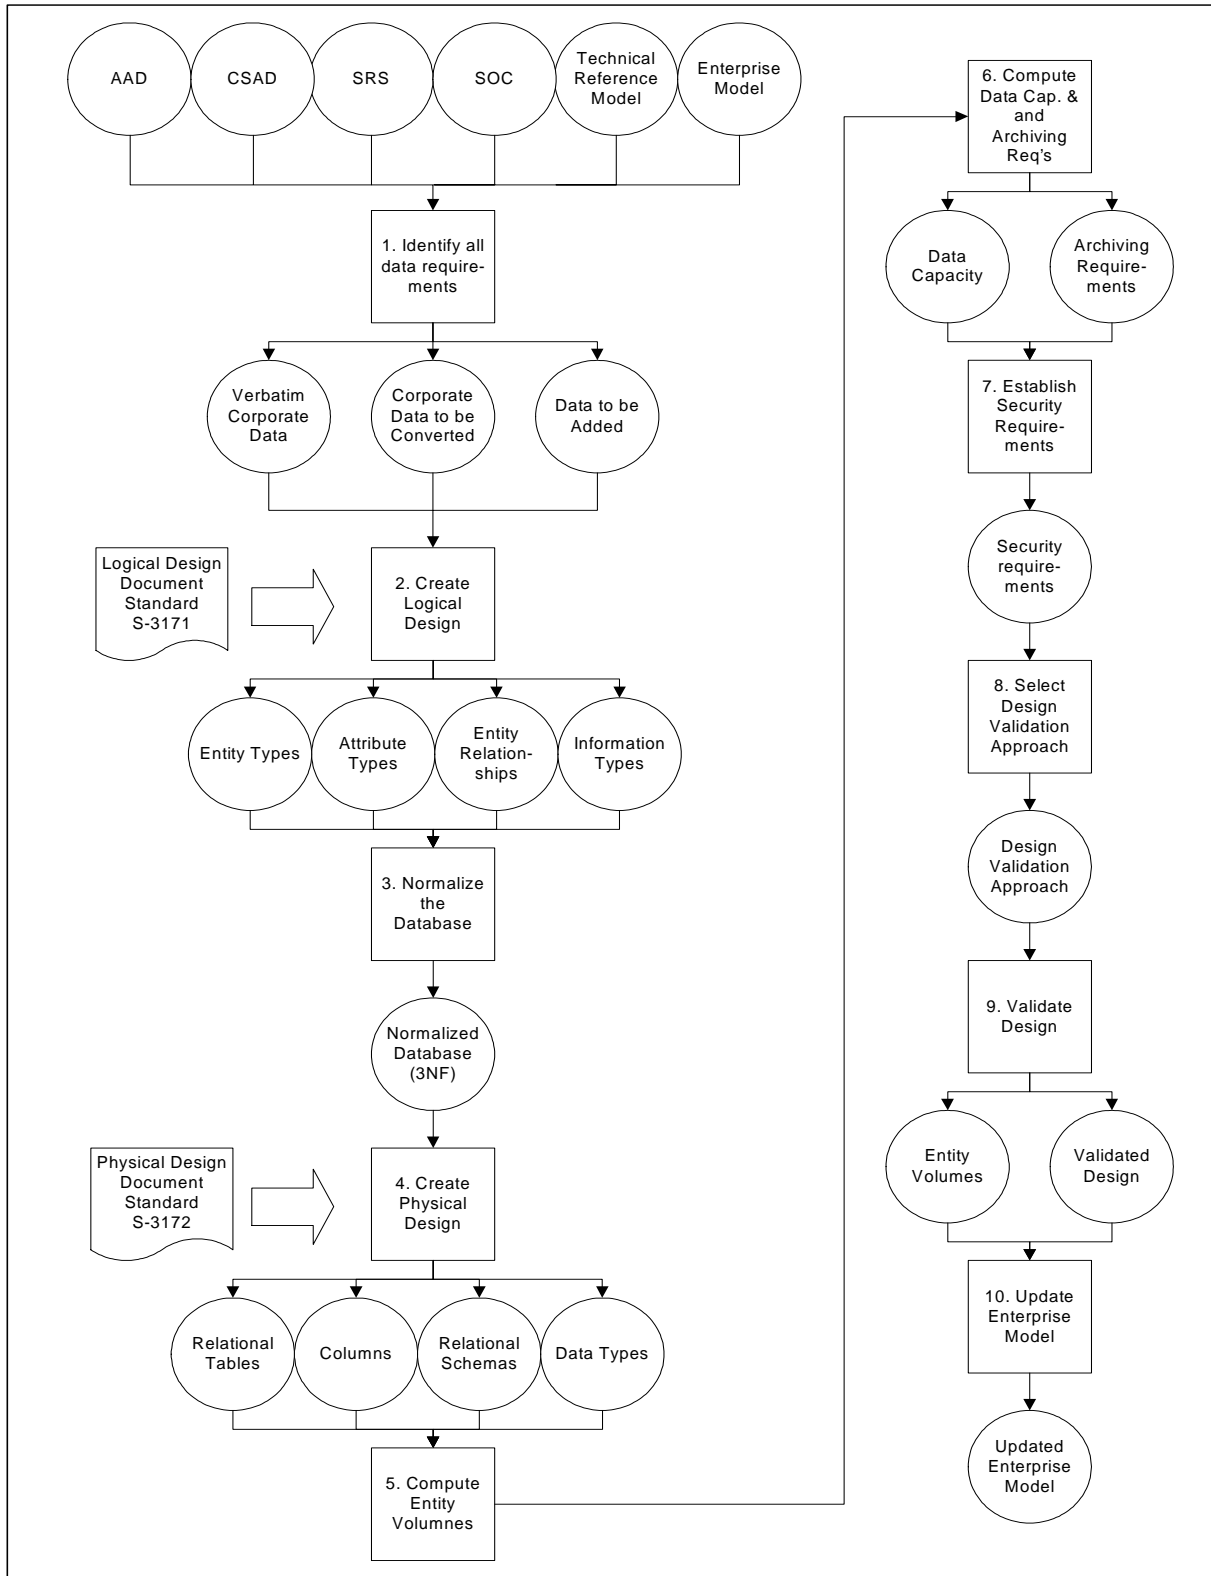 AAD
CSAD
SRS
SOC
Technical
Reference
Model
Enterprise
Model
1. Identify all
data require-
ments
Verbatim
Corporate
Data
Corporate
Data to be
Converted
Data to be
Added
Logical Design
Document
Standard
S-3171
2. Create
Logical
Design
Entity Types
Attribute
Types
Entity
Relation-
ships
Information
Types
3. Normalize
the
Database
Normalized
Database
(3NF)
Physical Design
Document
Standard
S-3172
4. Create
Physical
Design
Relational
Tables
Columns
Relational
Schemas
Data Types
5. Compute
Entity
Volumnes
6. Compute
Data Cap. &
and
Archiving
Req's
Data
Capacity
Archiving
Require-
ments
7. Establish
Security
Require-
ments
Security
require-
ments
8. Select
Design
Validation
Approach
Design
Validation
Approach
9. Validate
Design
Entity
Volumes
Validated
Design
10. Update
Enterprise
Model
Updated
Enterprise
Model